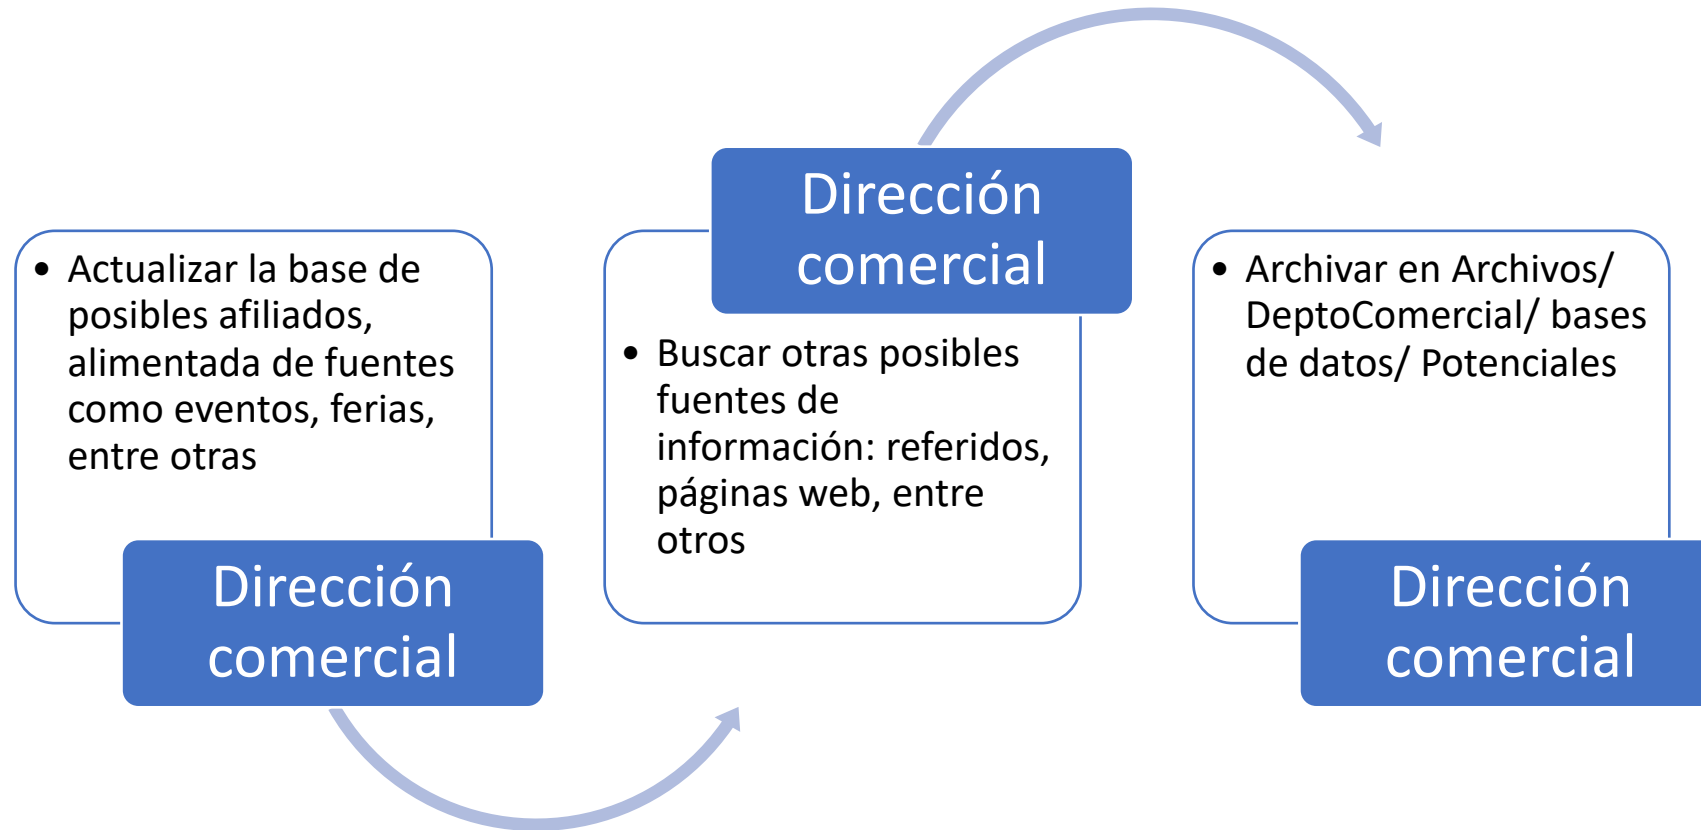 • Actualizar la base de
posibles afiliados,
alimentada de fuentes
como eventos, ferias,
entre otras
Dirección
comercial
Dirección
comercial
• Buscar otras posibles
fuentes de
información: referidos,
páginas web, entre
otros
• Archivar en Archivos/
DeptoComercial/ bases
de datos/ Potenciales
Dirección
comercial